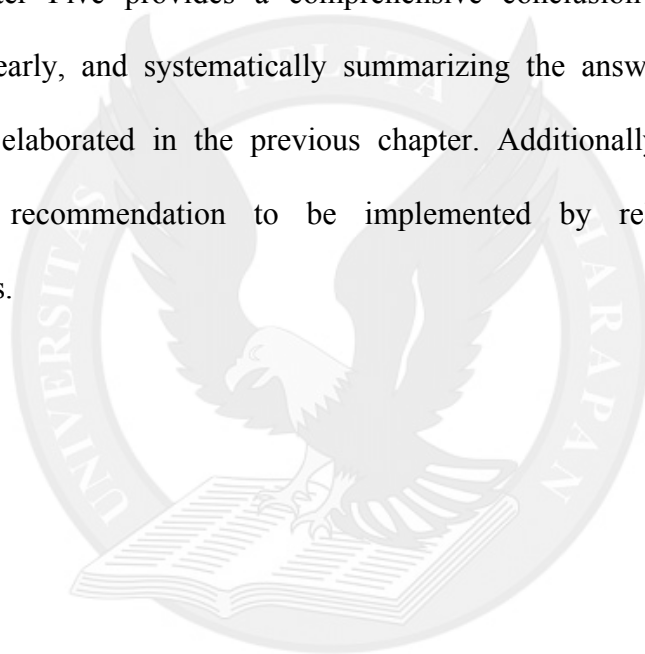 ter Five provides a comprehensive conclusion
early, and systematically summarizing the answ
elaborated in the previous chapter. Additionally
recommendation to be implemented by re
s.
UNIVERSITAS PELITA HARAPAN